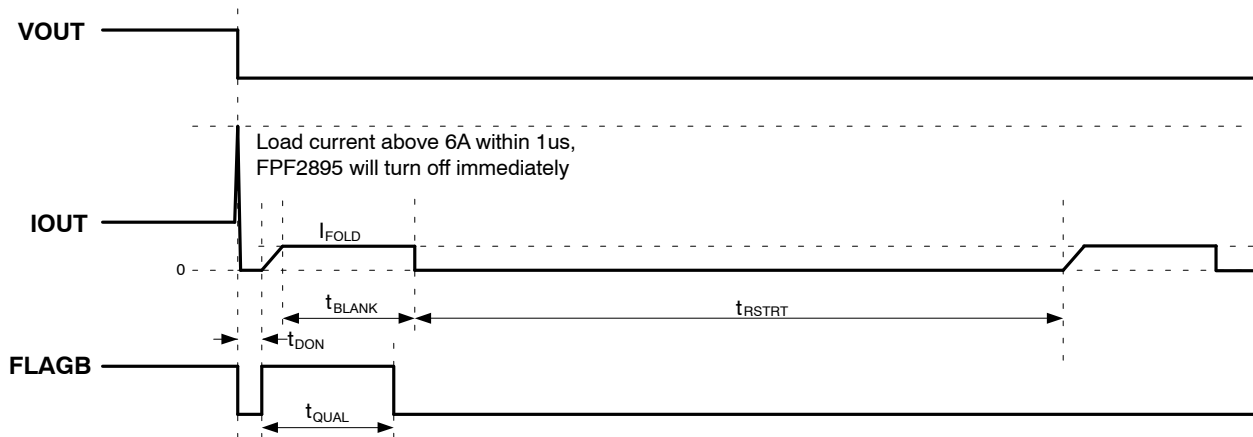 VOUT
Load current above 6A within 1us,
FPF2895 will turn off immediately
IOUT
IFOLD
0
tBLANK
tRSTRT
tDON
FLAGB
tQUAL